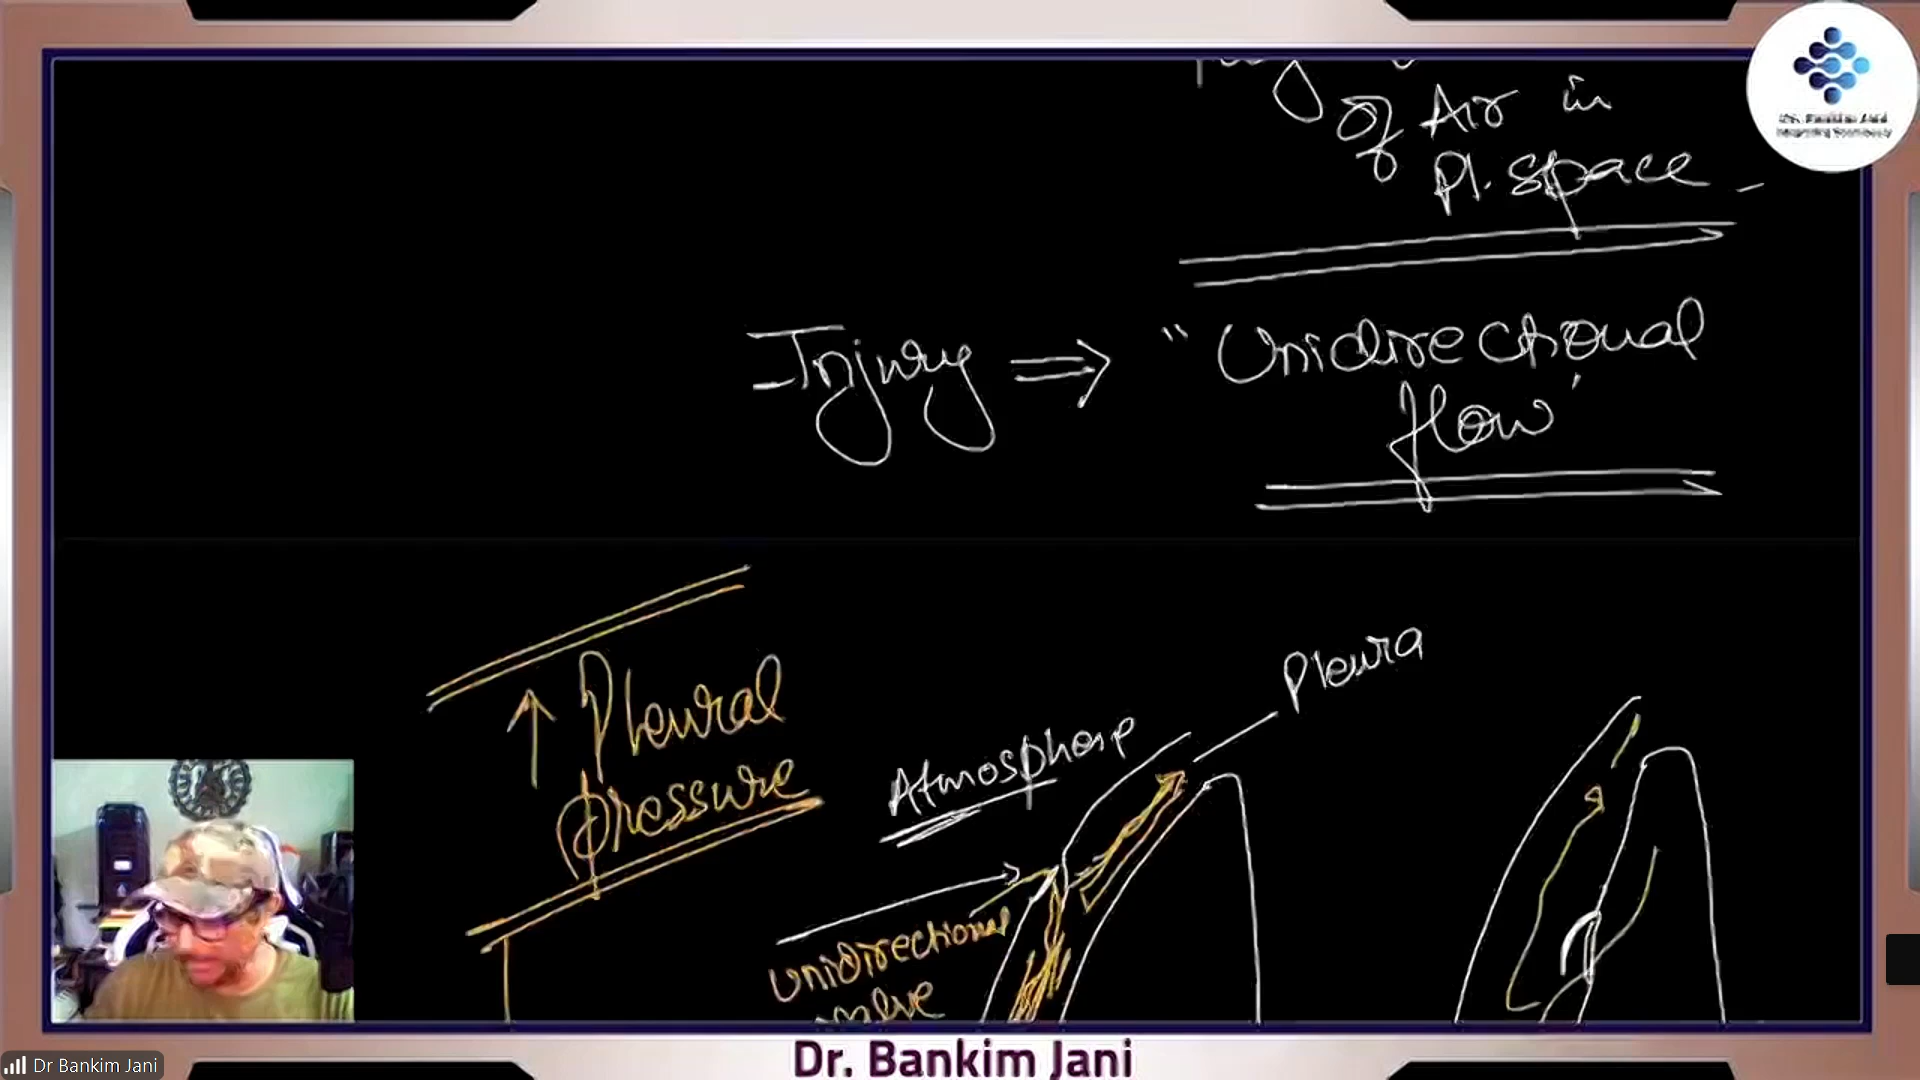 of Air in
Pl. space -
Injury ⇒ "Unidirectional
flow"
↑ Pleural
pressure
Pleura
Atmosphere
unidirectional
valve
Dr. Bankim Jani
Dr Bankim Jani